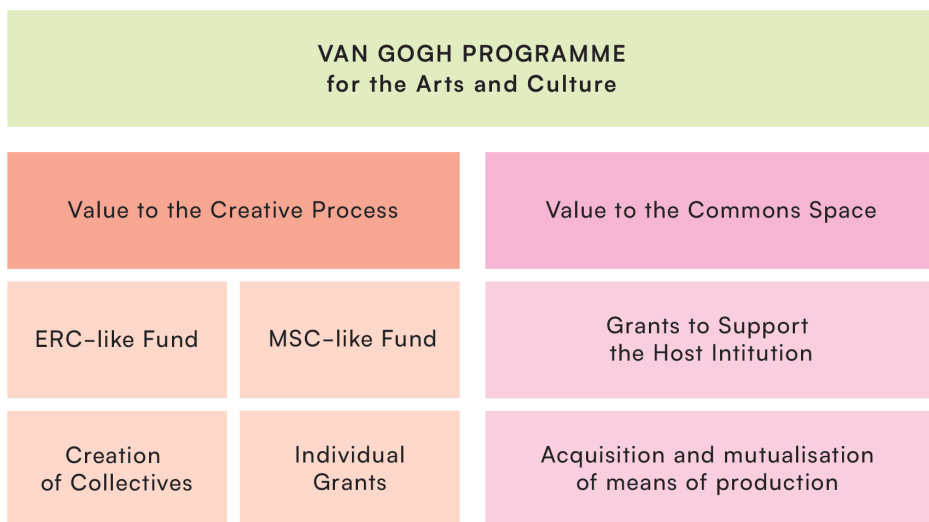 VAN GOGH PROGRAMME
for the Arts and Culture
Value to the Creative Process
Value to the Commons Space
ERC-like Fund
MSC-like Fund
Grants to Support
the Host Intitution
Creation
of Collectives
Individual
Grants
Acquisition and mutualisation
of means of production